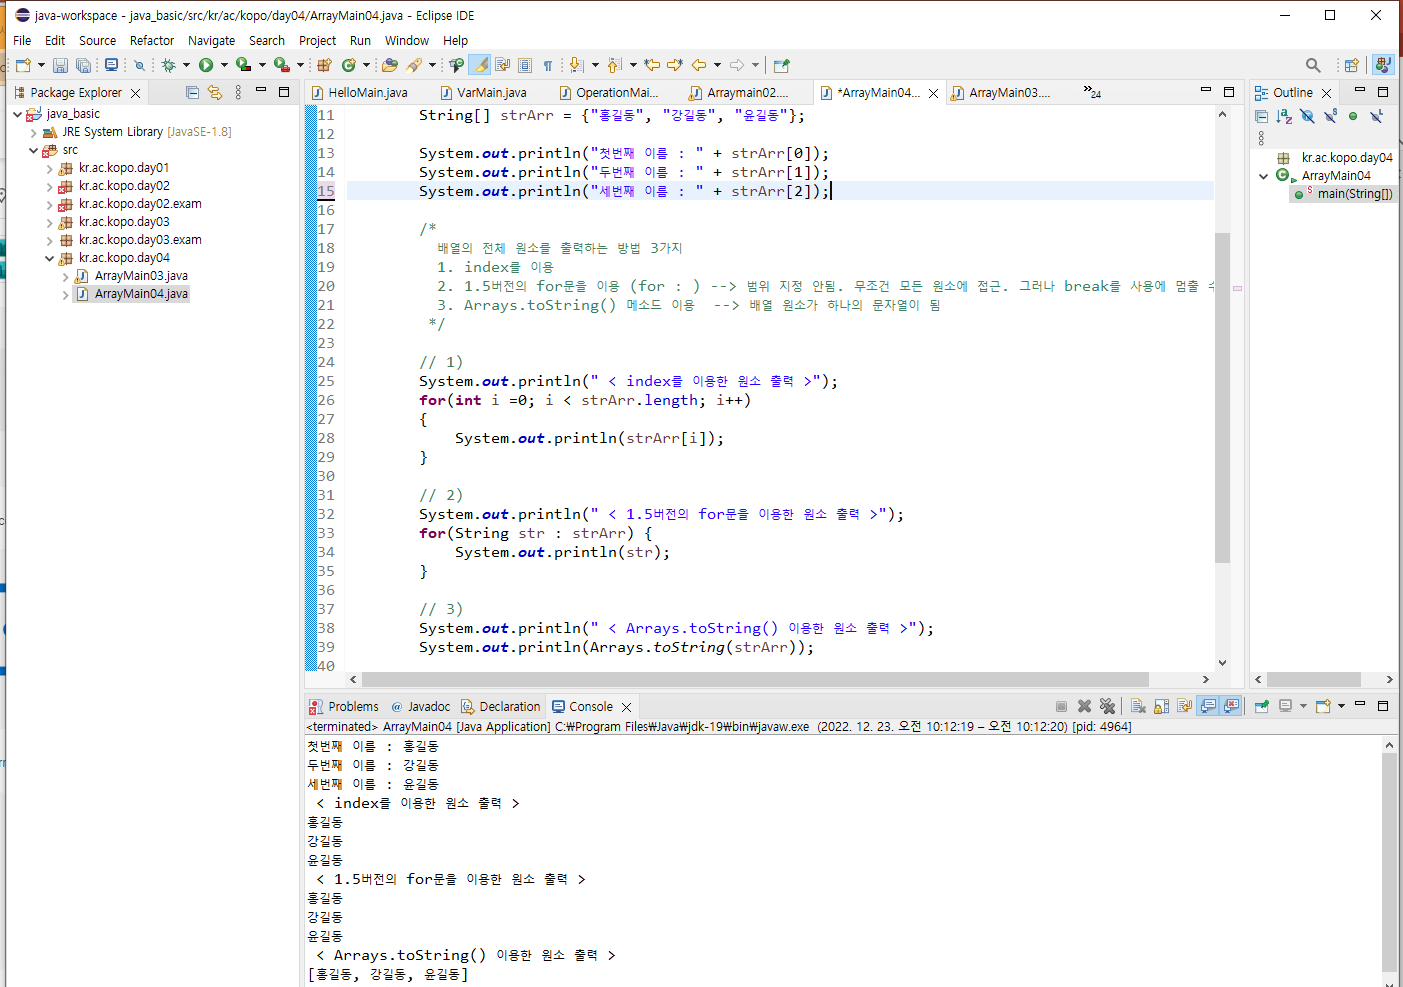 java-workspace - java_basic/src/kr/ac/kopo/day04/ArrayMain04.java - Eclipse IDE
File Edit Source Refactor Navigate Search Project Run Window Help
Package Explorer
java_basic
JRE System Library [JavaSE-1.8]
src
kr.ac.kopo.day01
kr.ac.kopo.day02
kr.ac.kopo.day02.exam
kr.ac.kopo.day03
kr.ac.kopo.day03.exam
kr.ac.kopo.day04
ArrayMain03.java
ArrayMain04.java
HelloMain.java VarMain.java OperationMai... Arraymain02.... *ArrayMain04... ArrayMain03.... »24
11 String[] strArr = {"홍길동", "강길동", "윤길동"};
12
13 System.out.println("첫번째 이름 : " + strArr[0]);
14 System.out.println("두번째 이름 : " + strArr[1]);
15 System.out.println("세번째 이름 : " + strArr[2]);
16
17 /*
18 배열의 전체 원소를 출력하는 방법 3가지
19 1. index를 이용
20 2. 1.5버전의 for문을 이용 (for : ) --> 범위 지정 안됨. 무조건 모든 원소에 접근. 그러나 break를 사용에 멈출
21 3. Arrays.toString() 메소드 이용  --> 배열 원소가 하나의 문자열이 됨
22 */
23
24 // 1)
25 System.out.println(" < index를 이용한 원소 출력 >");
26 for(int i =0; i < strArr.length; i++)
27 {
28 System.out.println(strArr[i]);
29 }
30
31 // 2)
32 System.out.println(" < 1.5버전의 for문을 이용한 원소 출력 >");
33 for(String str : strArr) {
34 System.out.println(str);
35 }
36
37 // 3)
38 System.out.println(" < Arrays.toString() 이용한 원소 출력 >");
39 System.out.println(Arrays.toString(strArr));
40
Outline
kr.ac.kopo.day04
ArrayMain04
main(String[])
Problems Javadoc Declaration Console
<terminated> ArrayMain04 [Java Application] C:₩Program Files₩Java₩jdk-19₩bin₩javaw.exe (2022. 12. 23. 오전 10:12:19 – 오전 10:12:20) [pid: 4964]
첫번째 이름 : 홍길동
두번째 이름 : 강길동
세번째 이름 : 윤길동
< index를 이용한 원소 출력 >
홍길동
강길동
윤길동
< 1.5버전의 for문을 이용한 원소 출력 >
홍길동
강길동
윤길동
< Arrays.toString() 이용한 원소 출력 >
[홍길동, 강길동, 윤길동]